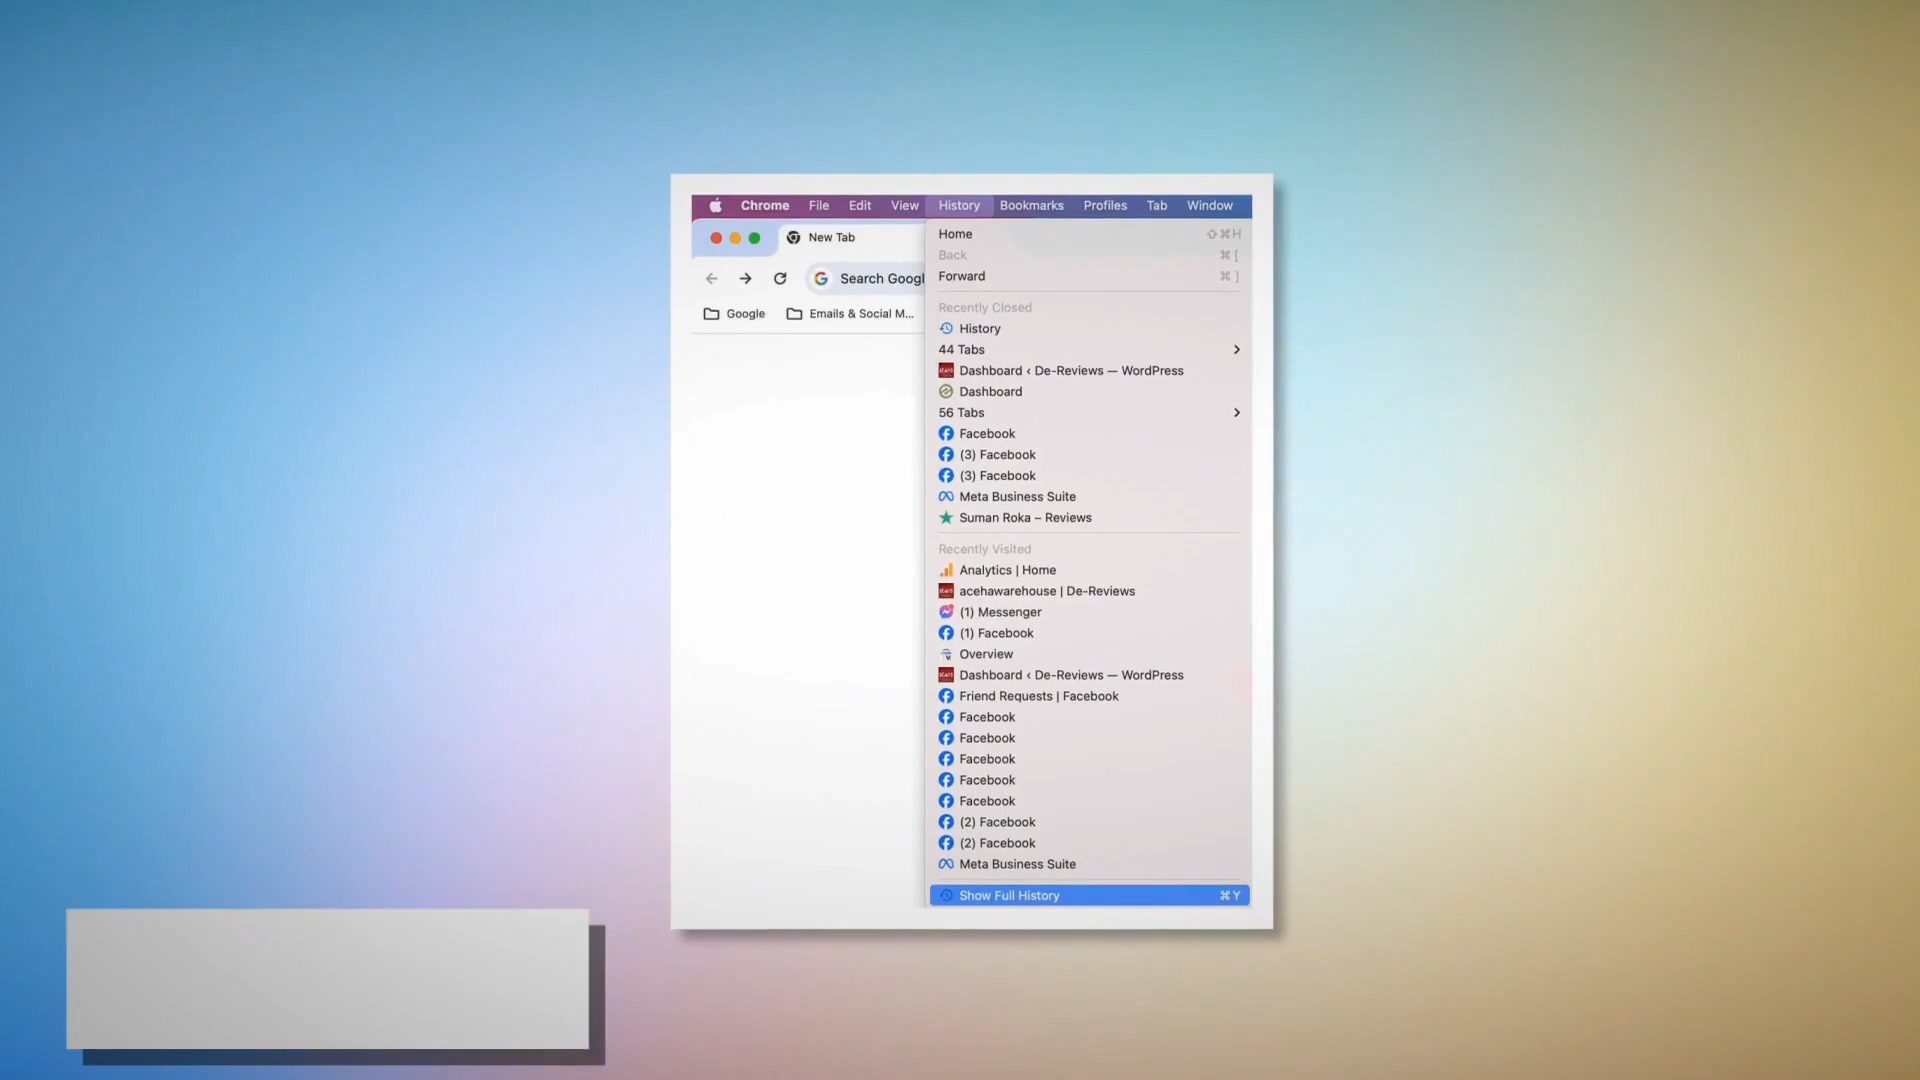 Chrome File Edit View History Bookmarks Profiles Tab Window
New Tab
Search Googl
Google Emails & Social M...
Home ⇧⌘H
Back ⌘[
Forward ⌘]
Recently Closed
History
44 Tabs
Dashboard ‹ De-Reviews — WordPress
Dashboard
56 Tabs
Facebook
(3) Facebook
(3) Facebook
Meta Business Suite
Suman Roka – Reviews
Recently Visited
Analytics | Home
acehawarehouse | De-Reviews
(1) Messenger
(1) Facebook
Overview
Dashboard ‹ De-Reviews — WordPress
Friend Requests | Facebook
Facebook
Facebook
Facebook
Facebook
Facebook
(2) Facebook
(2) Facebook
Meta Business Suite
Show Full History ⌘Y